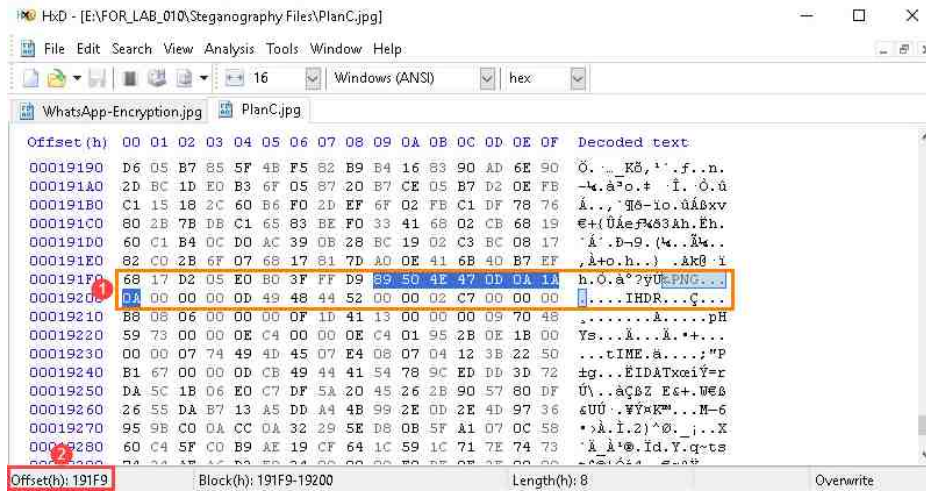 HxD - [E:\FOR_LAB_010\Steganography Files\PlanC.jpg]
File Edit Search View Analysis Tools Window Help
16 Windows (ANSI) hex
WhatsApp-Encryption.jpg PlanC.jpg
Offset(h) 00 01 02 03 04 05 06 07 08 09 0A 0B 0C 0D 0E 0F Decoded text
00019190 D6 05 B7 85 5F 4B F5 82 B9 B4 16 83 90 AD 6E 90
000191A0 2D BC 1D E0 B3 6F 05 87 20 B7 CE 05 B7 D2 0E FB
000191B0 C1 15 18 2C 60 B6 F0 2D EF 6F 02 FB C1 DF 78 76
000191C0 80 2B 7B DB C1 65 83 BE F0 33 41 68 02 CB 68 19
000191D0 60 C1 B4 0C D0 AC 39 0B 28 BC 19 02 C3 BC 08 17
000191E0 82 C0 2B 6F 07 68 17 81 7D A0 0E 41 6B 40 B7 EF
000191F0 68 17 D2 05 E0 B0 3F FF D9 89 50 4E 47 0D 0A 1A h.Ò.à°?ÿÙ‰PNG...
1
00019200 0A 00 00 00 0D 49 48 44 52 00 00 02 C7 00 00 00 .....IHDR...Ç...
00019210 B8 08 06 00 00 00 0F 1D 41 13 00 00 00 09 70 48 ¸.......A.....pH
00019220 59 73 00 00 0E C4 00 00 0E C4 01 95 2B 0E 1B 00 Ys...Ä...Ä.•+...
00019230 00 00 07 74 49 4D 45 07 E4 08 07 04 12 3B 22 50 ...tIME.ä....;"P
00019240 B1 67 00 00 0D CB 49 44 41 54 78 9C ED DD 3D 72 ±g...ËIDATxœíÝ=r
00019250 DA 5C 1B 06 E0 C7 DF 5A 20 45 26 2B 90 57 80 DF
00019260 26 55 DA B7 13 A5 DD A4 4B 99 2E 0D 2E 4D 97 36
00019270 95 9B C0 0A CC 0A 32 29 5E D8 0B 5F A1 07 0C 58
00019280 60 C4 5F C0 B9 AE 19 CF 64 1C 59 1C 71 7E 74 73
2
Offset(h): 191F9 Block(h): 191F9-19200 Length(h): 8 Overwrite